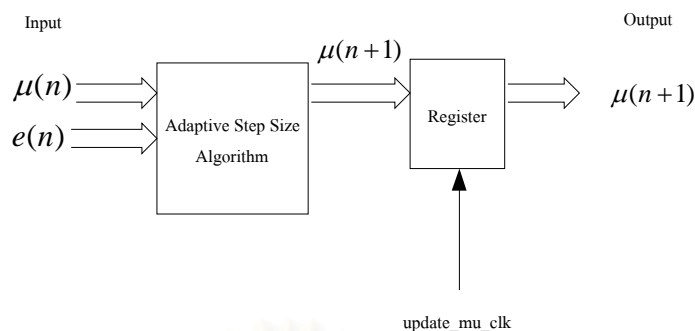 Input
Output
μ(n)
e(n)
Adaptive Step Size
Algorithm
μ(n+1)
Register
μ(n+1)
update_mu_clk